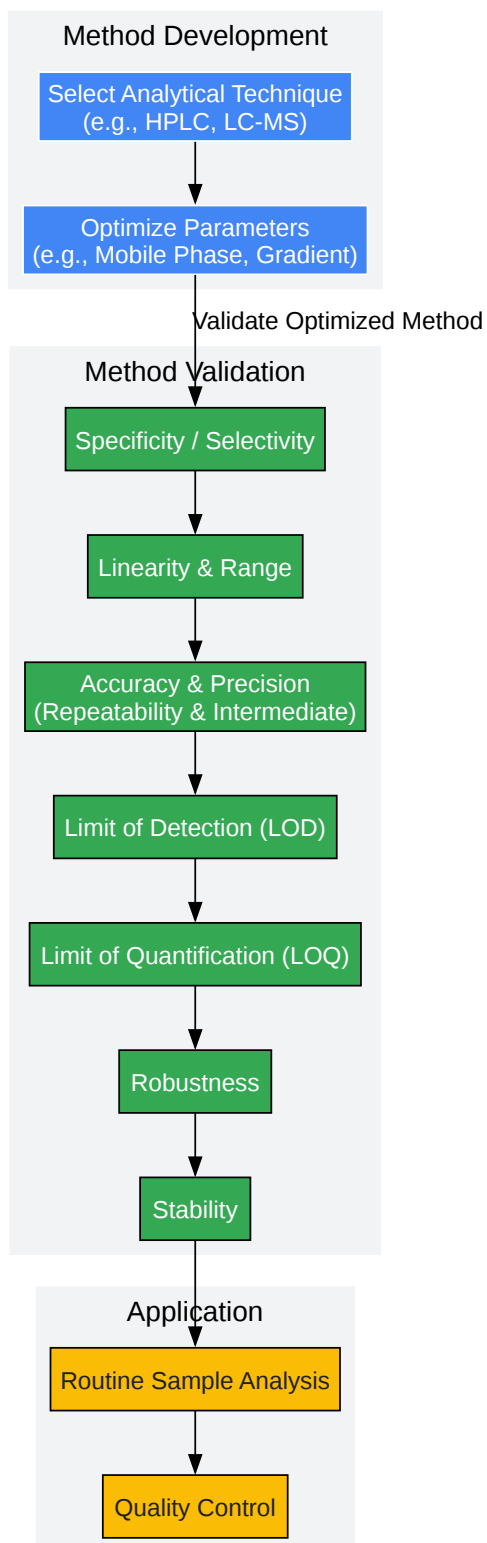 Method Development
Select Analytical Technique
(e.g., HPLC, LC-MS)
Optimize Parameters
(e.g., Mobile Phase, Gradient)
Validate Optimized Method
Method Validation
Specificity / Selectivity
Linearity & Range
Accuracy & Precision
(Repeatability & Intermediate)
Limit of Detection (LOD)
Limit of Quantification (LOQ)
Robustness
Stability
Application
Routine Sample Analysis
Quality Control